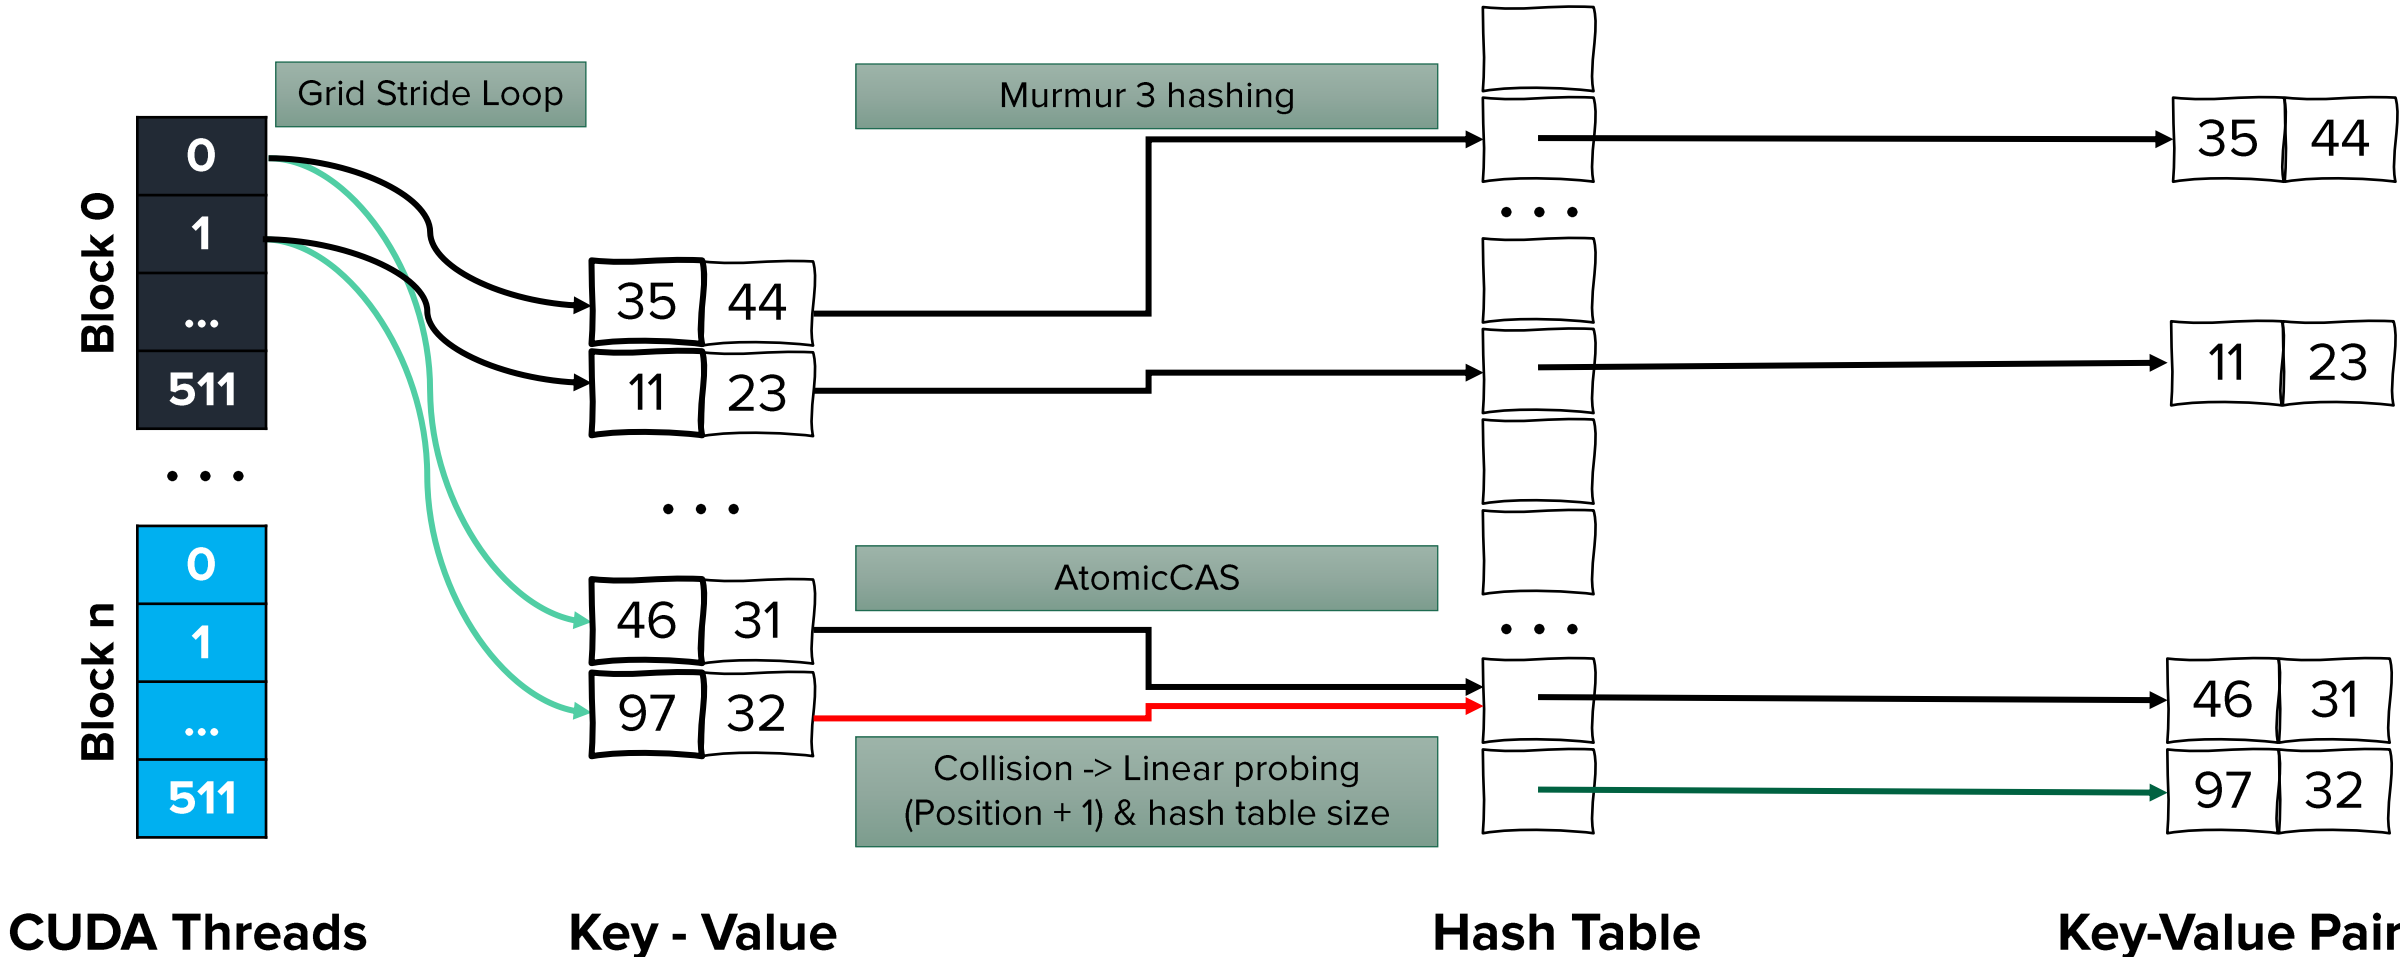 Grid Stride Loop
Murmur 3 hashing
Block 0
0
1
...
511
35 44
11 23
35 44
11 23
. . .
. . .
. . .
. . .
Block n
0
1
...
511
AtomicCAS
46 31
97 32
Collision -> Linear probing
(Position + 1) & hash table size
46 31
97 32
CUDA Threads
Key - Value
Hash Table
Key-Value Pair